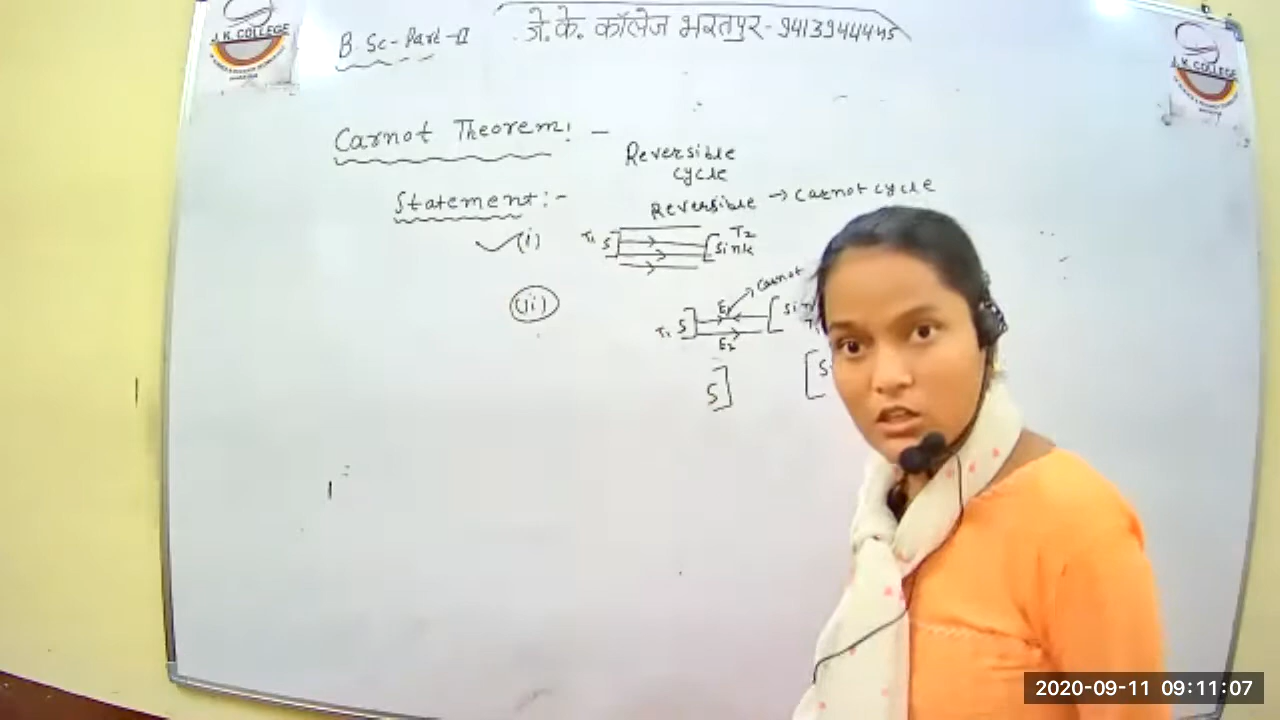 J.K. COLLEGE
B.Sc-Part-II
जे.के. कॉलेज भरतपुर-9413944445
J.K. COLLEGE
Carnot Theorem:-
Reversible
cycle
Statement:-
Reversible → Carnot cycle
(i)
T₁ S
T₂
Sink
(ii)
Carnot
E₁
T₁ S
E₂
S
S
2020-09-11 09:11:07